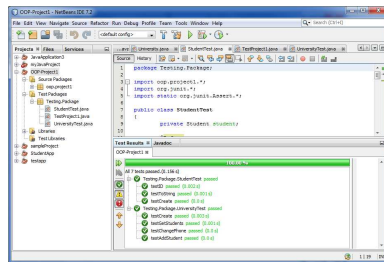 OOP-Project1 - NetBeans IDE 7.2
File Edit View Navigate Source Refactor Run Debug Profile Team Tools Window Help
Search (Ctrl+I)
<default config>
Projects Files Services
JavaApplication3
myJavaProject
OOP-Project1
Source Packages
oop.project1
Test Packages
Testing.Package
StudentTest.java
TestProject1.java
UniversityTest.java
Libraries
Test Libraries
sampleProject
StudentApp
testapp
University.java StudentTest.java TestProject1.java UniversityTest.java
Source History
1 package Testing.Package;
2
3 import oop.project1.*;
4 import org.junit.*;
5 import static org.junit.Assert.*;
6
7 public class StudentTest
8 {
9 private Student student;
10
Test Results Javadoc
OOP-Project1
100.00 %
All 7 tests passed.(0.156 s)
Testing.Package.StudentTest passed
testID passed (0.002 s)
testToString passed (0.001 s)
testCreate passed (0.0 s)
Testing.Package.UniversityTest passed
testCreate passed (0.002 s)
testGetStudents passed (0.001 s)
testChangePhone passed (0.0 s)
testAddStudent passed (0.0 s)
1 | 19 INS